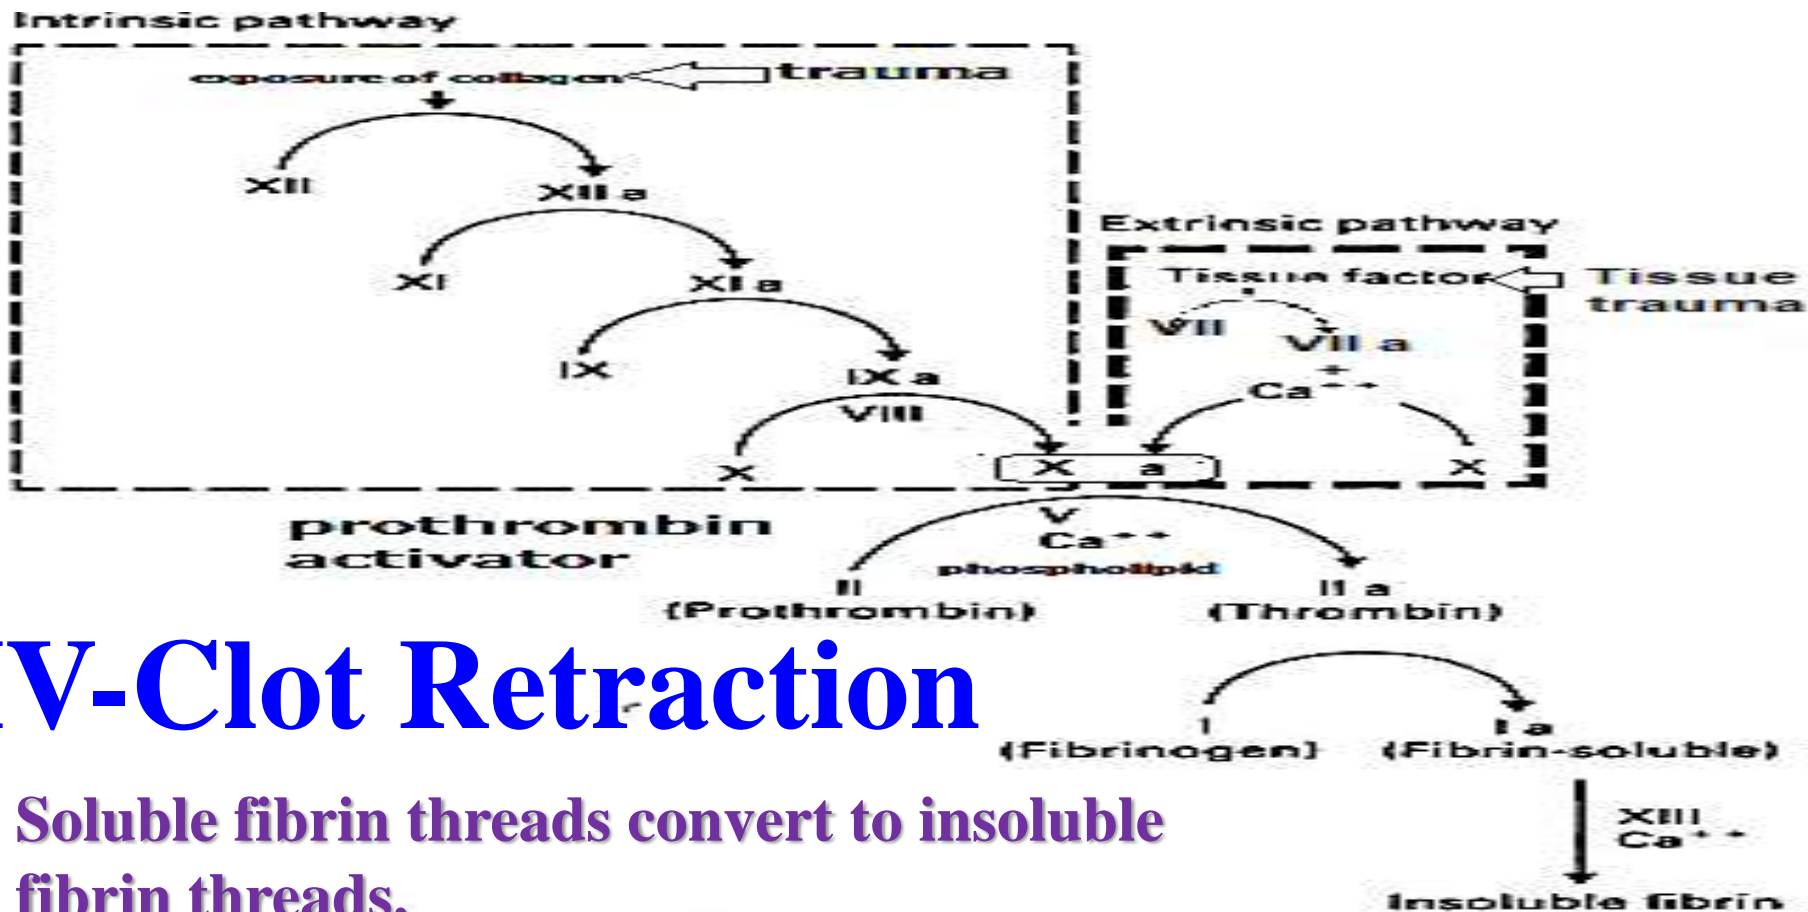 Intrinsic pathway
exposure of collagen
trauma
XII
XII a
XI
XI a
IX
IX a
VIII
X
Extrinsic pathway
Tissue factor
Tissue
trauma
VII
VII a
+
Ca++
X a
X
prothrombin
activator
V
Ca++
phospholipid
II
(Prothrombin)
II a
(Thrombin)
IV-Clot Retraction
I
(Fibrinogen)
I a
(Fibrin-soluble)
Soluble fibrin threads convert to insoluble
fibrin threads.
XIII
Ca++
Insoluble fibrin